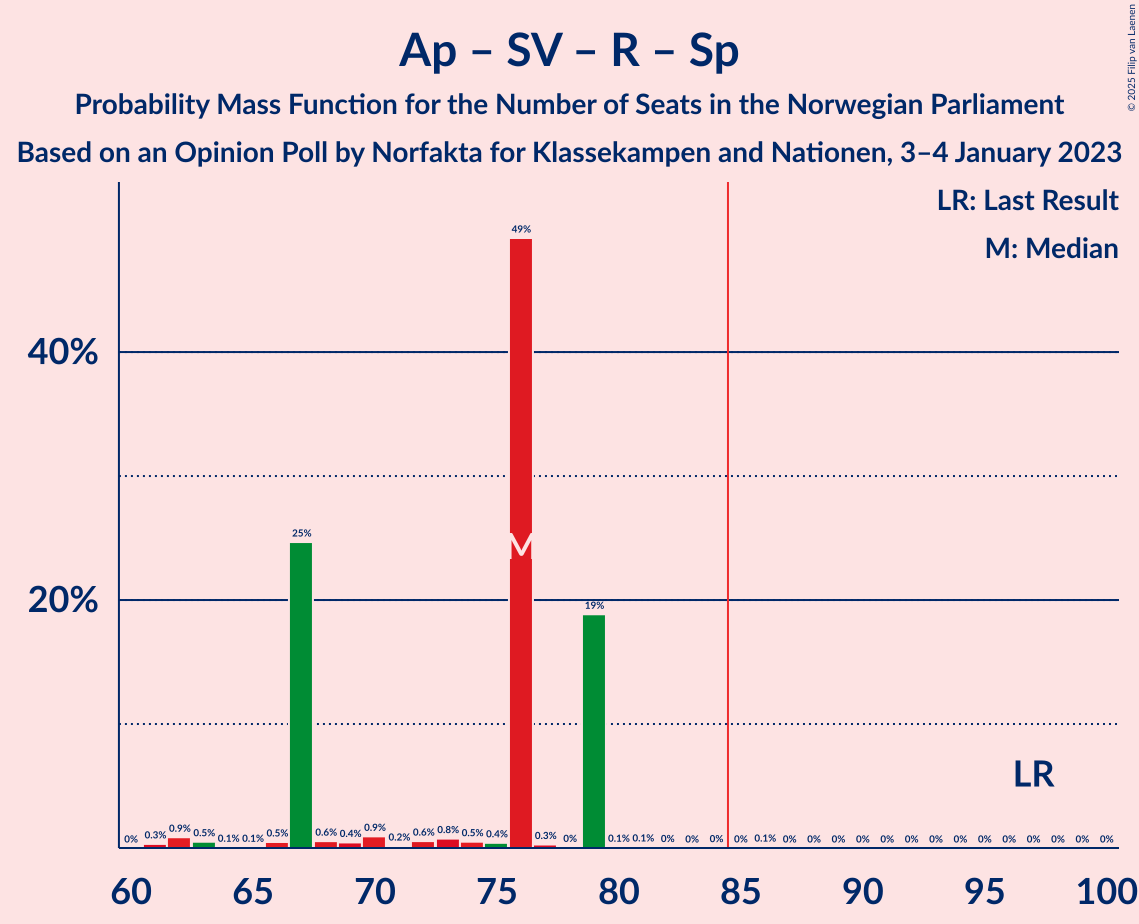 Ap – SV – R – Sp
Probability Mass Function for the Number of Seats in the Norwegian Parliament
Based on an Opinion Poll by Norfakta for Klassekampen and Nationen, 3–4 January 2023
© 2025 Filip van Laenen
LR: Last Result
M: Median
49%
40%
M
25%
20%
19%
LR
0% 0.3% 0.9% 0.5% 0.1% 0.1% 0.5% 0.6% 0.4% 0.9% 0.2% 0.6% 0.8% 0.5% 0.4% 0.3% 0% 0.1% 0.1% 0% 0% 0% 0% 0.1% 0% 0% 0% 0% 0% 0% 0% 0% 0% 0% 0% 0% 0% 0%
60 65 70 75 80 85 90 95 100